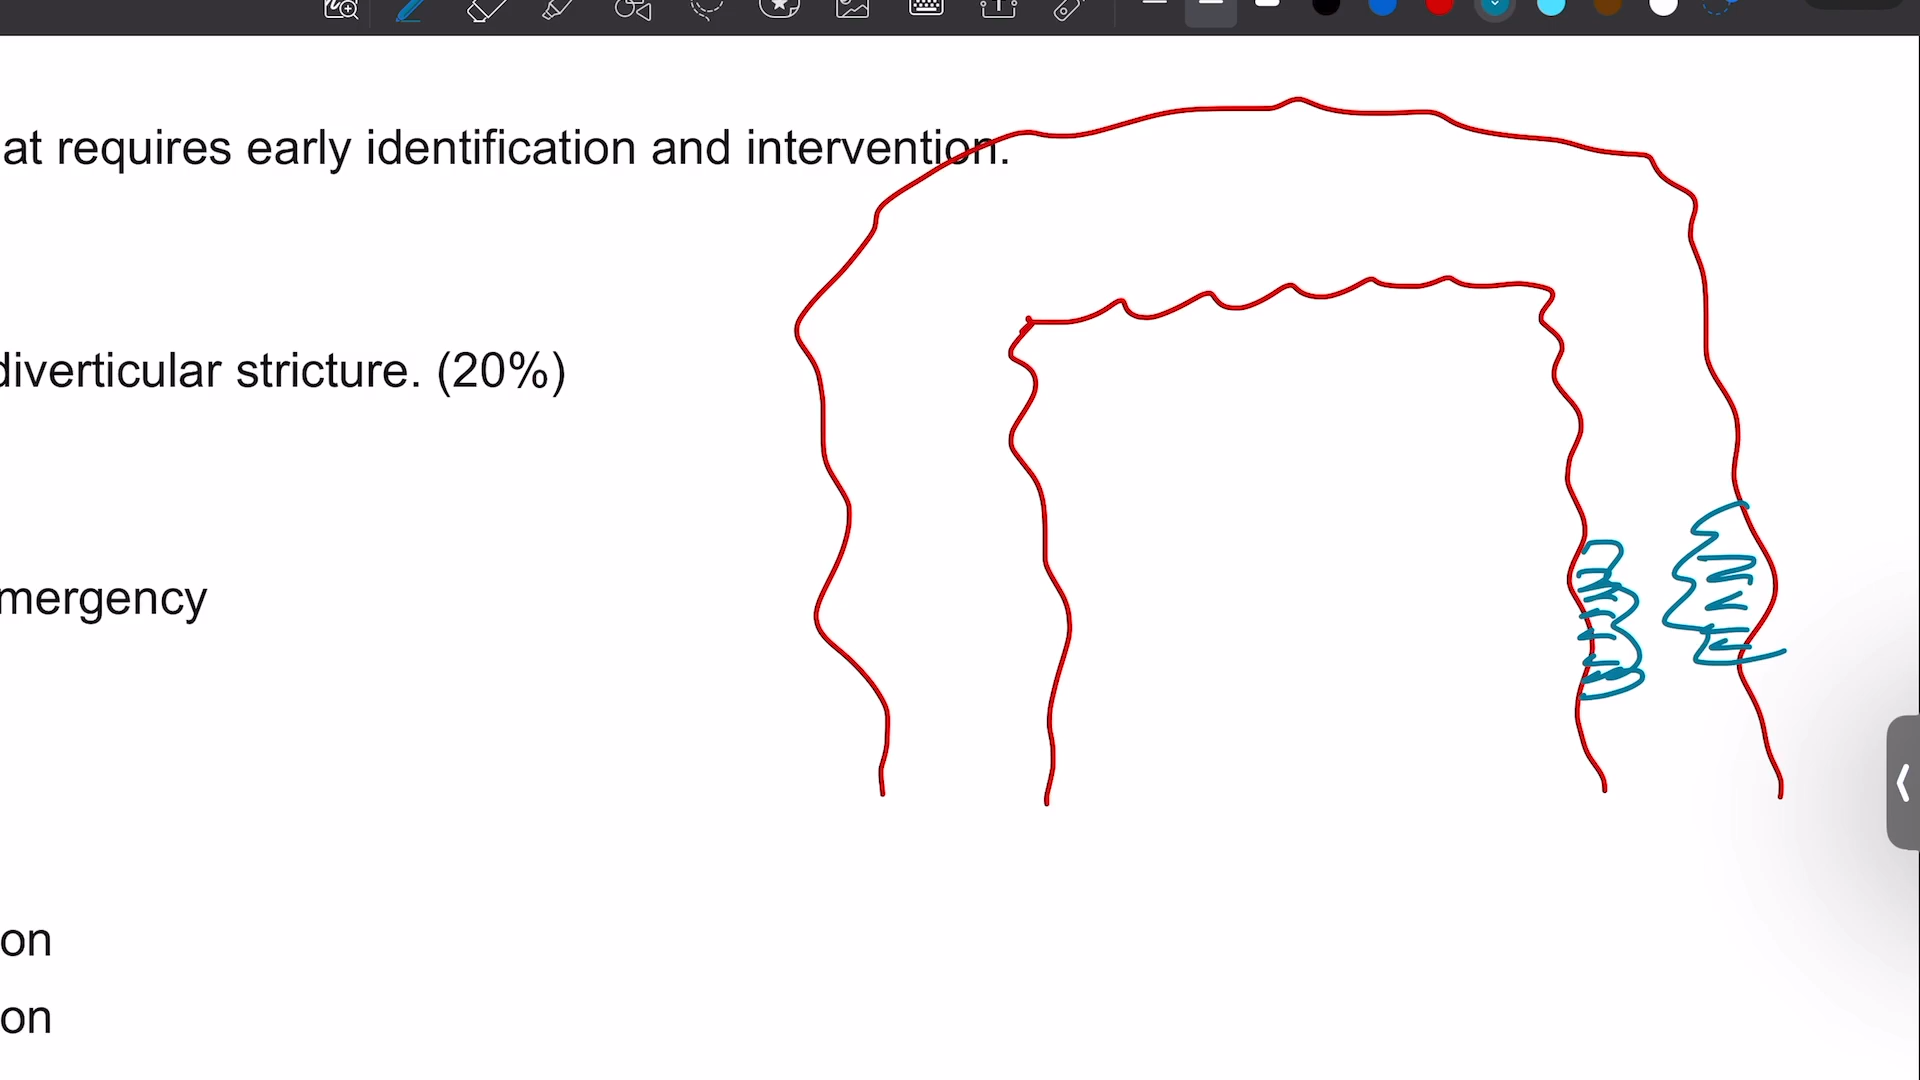 at requires early identification and intervention.
diverticular stricture. (20%)
mergency
on
on